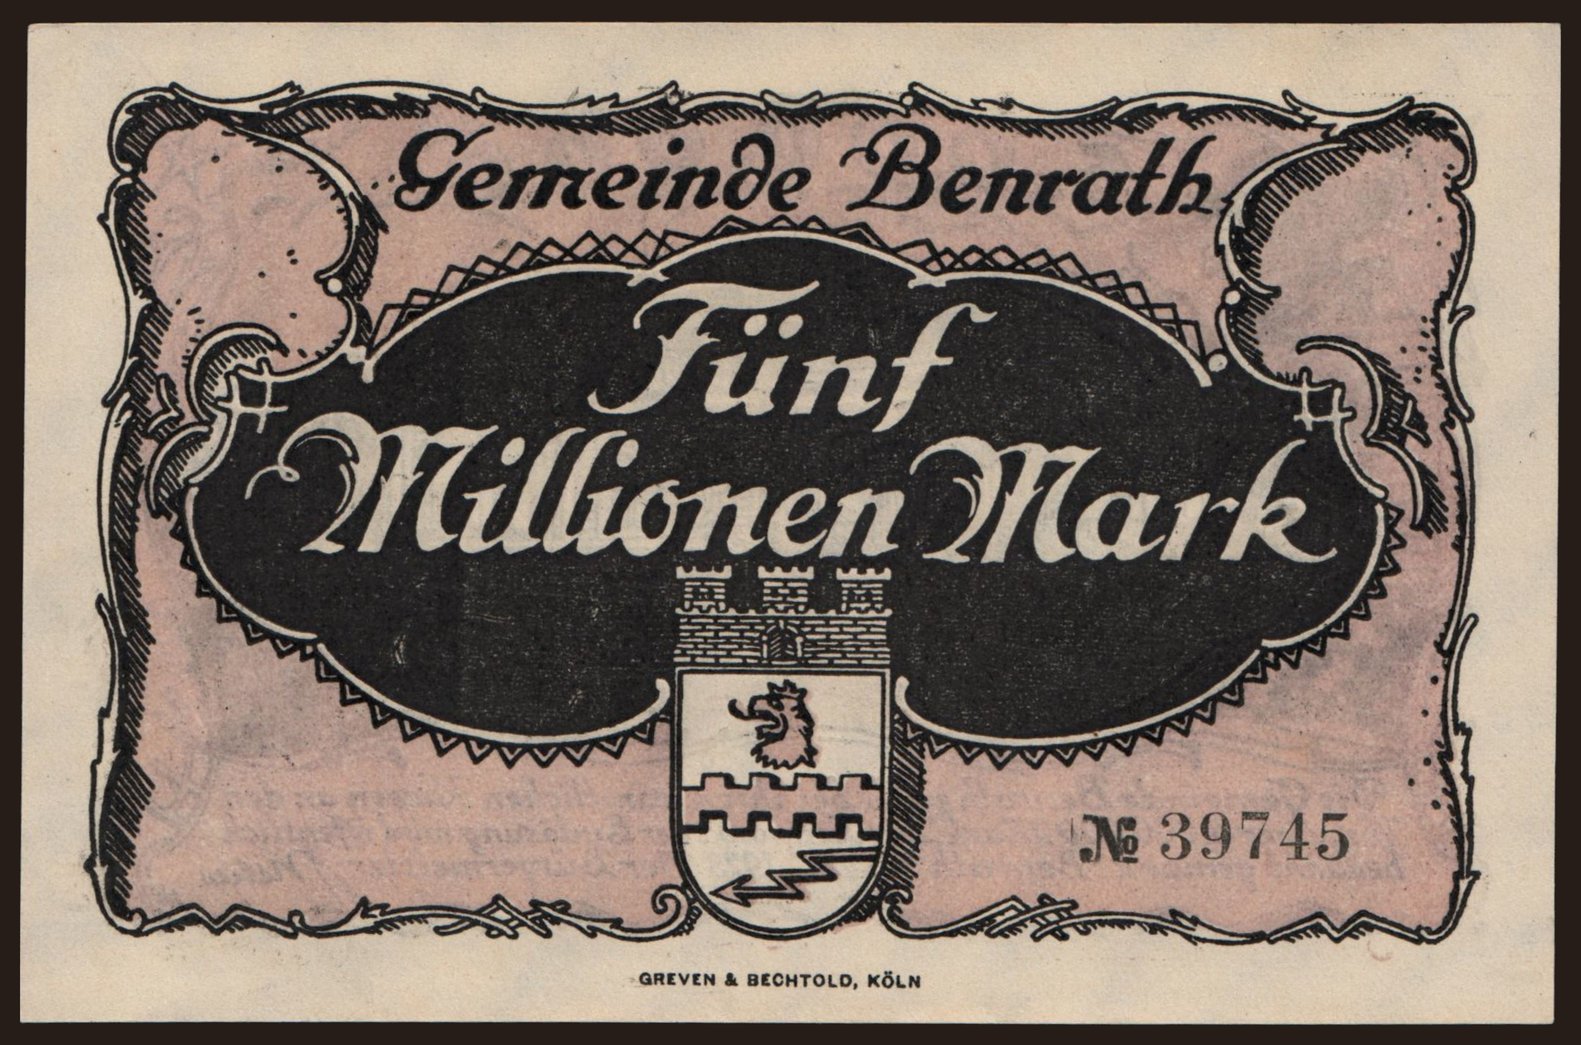 Gemeinde Benrath
Fünf
Millionen Mark
№ 39745
GREVEN & BECHTOLD, KÖLN